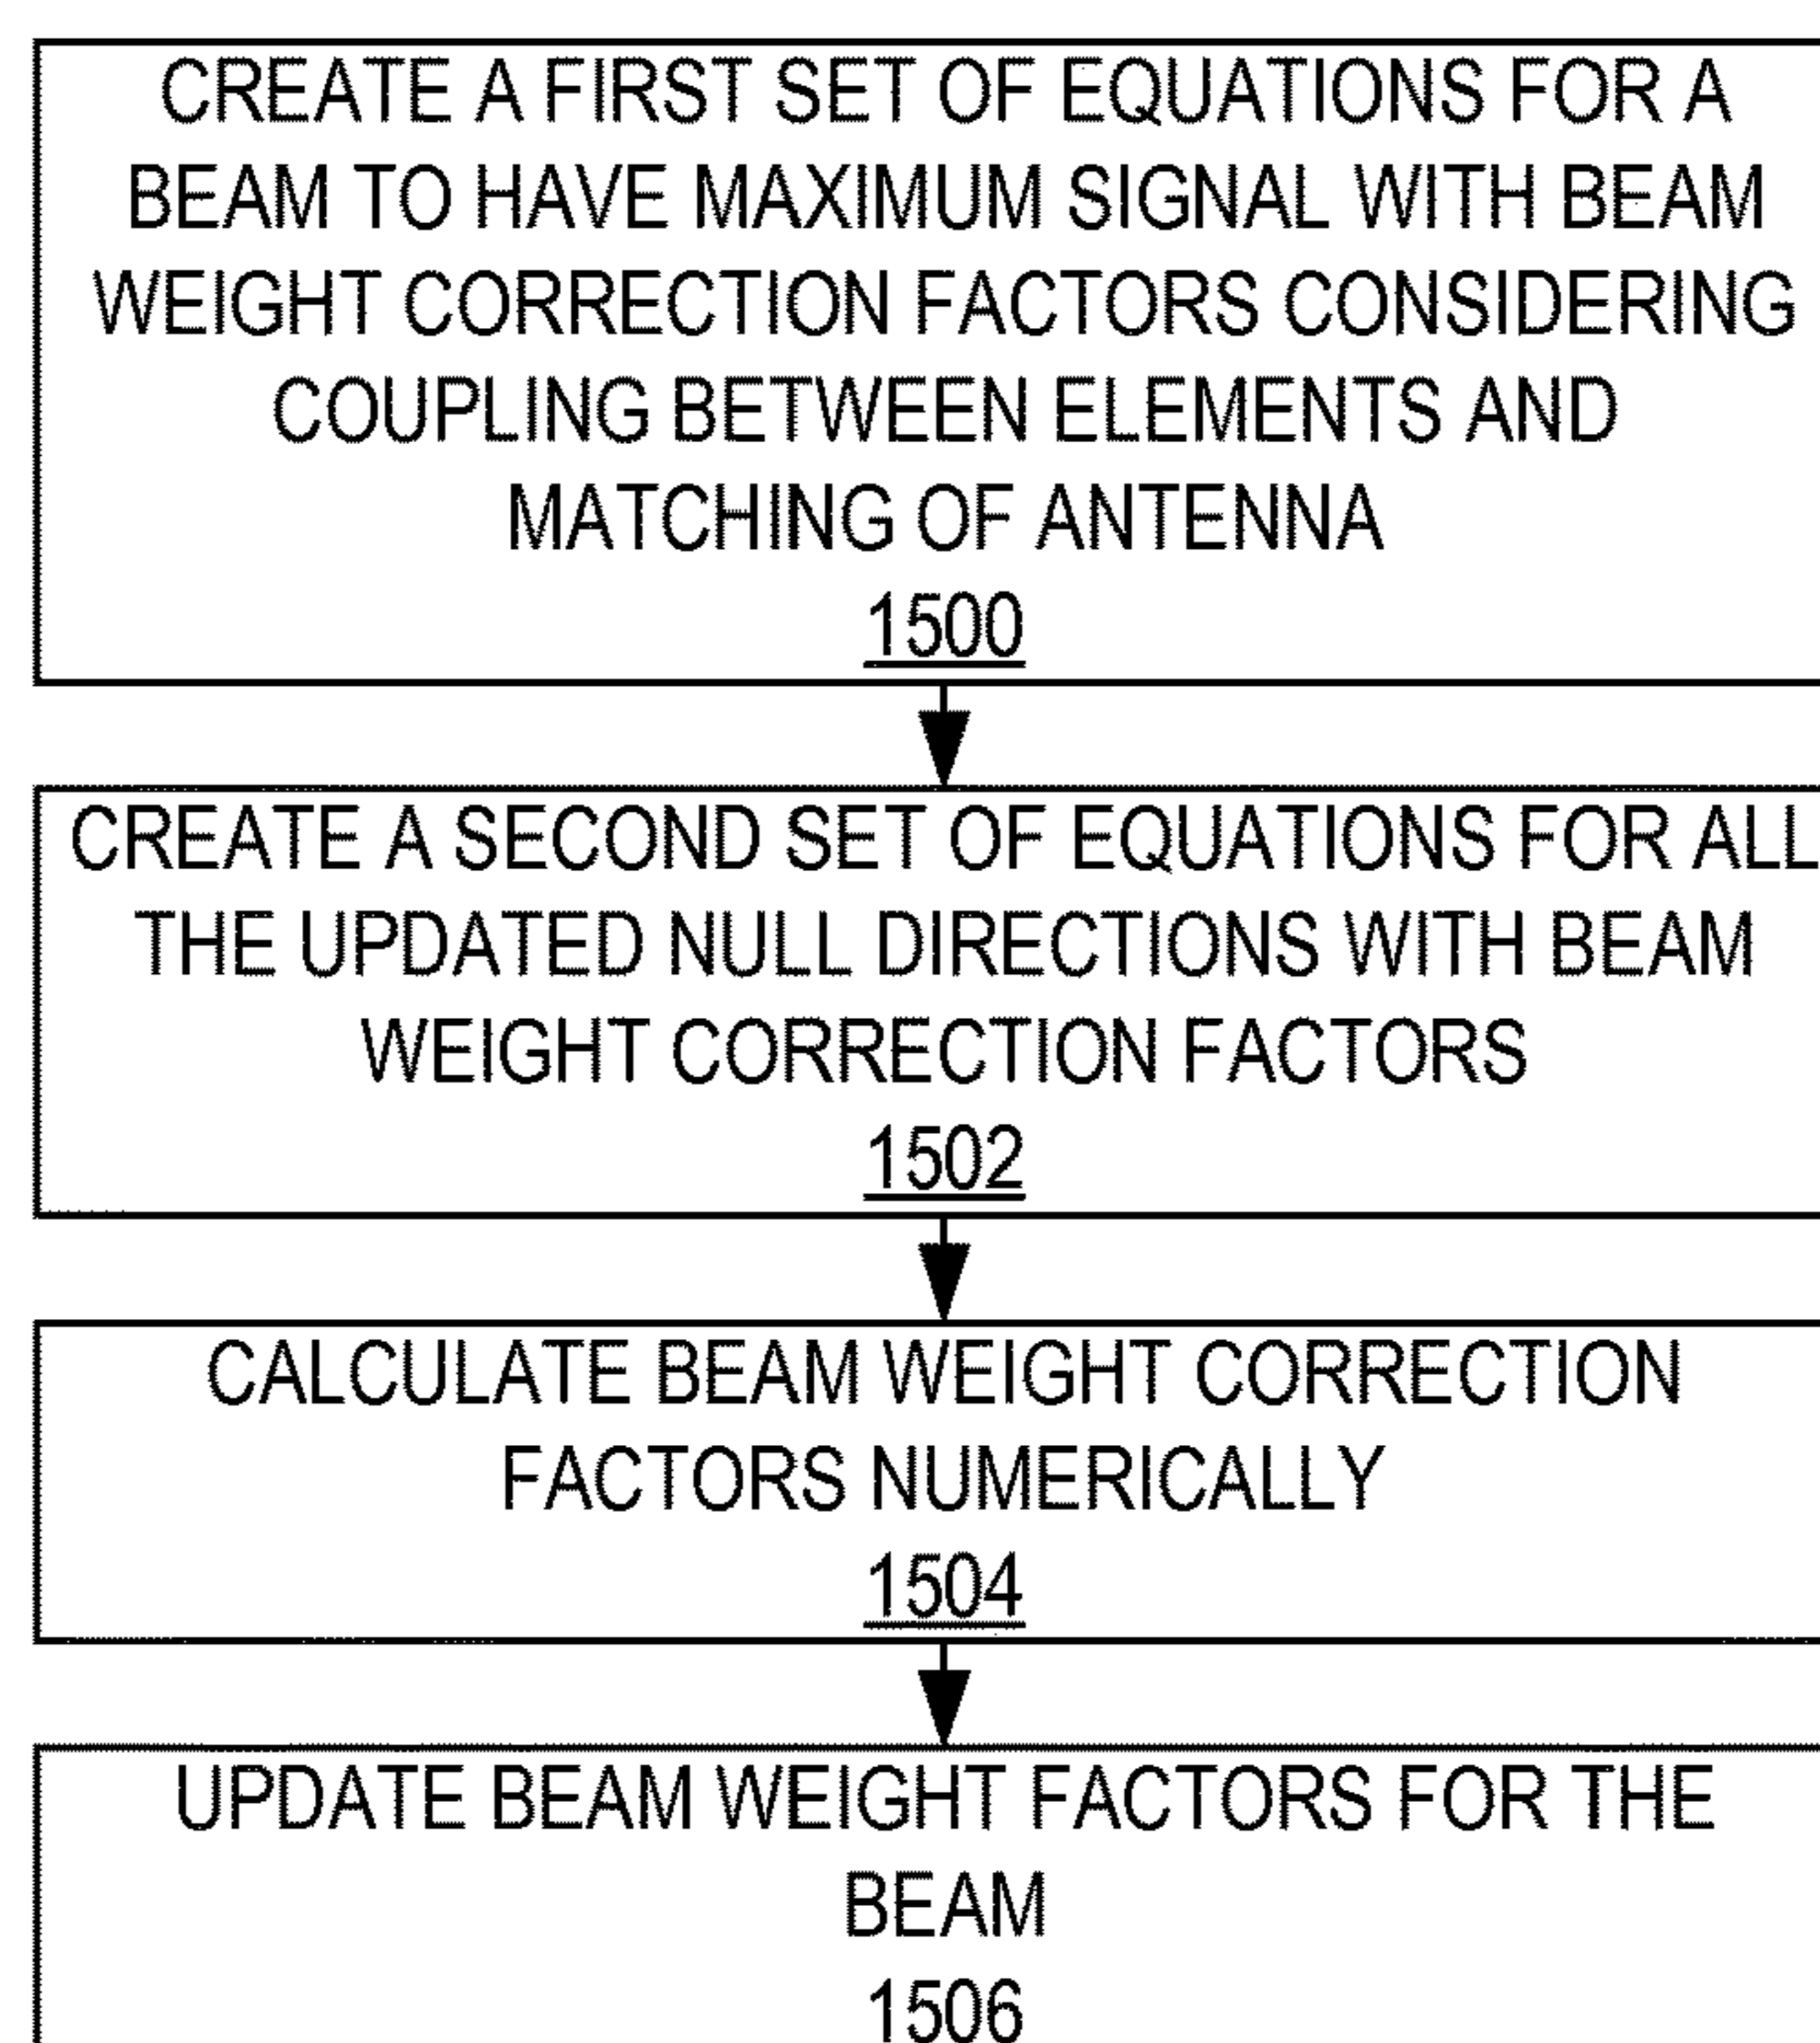 CREATE A FIRST SET OF EQUATIONS FOR A
BEAM TO HAVE MAXIMUM SIGNAL WITH BEAM
WEIGHT CORRECTION FACTORS CONSIDERING
COUPLING BETWEEN ELEMENTS AND
MATCHING OF ANTENNA
1500
CREATE A SECOND SET OF EQUATIONS FOR ALL
THE UPDATED NULL DIRECTIONS WITH BEAM
WEIGHT CORRECTION FACTORS
1502
CALCULATE BEAM WEIGHT CORRECTION
FACTORS NUMERICALLY
1504
UPDATE BEAM WEIGHT FACTORS FOR THE
BEAM
1506